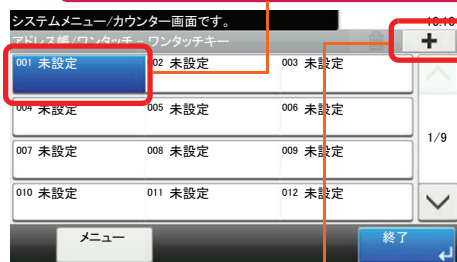 システムメニュー/カウンター画面です。
10:10
アドレス帳/ワンタッチ - ワンタッチキー
001 未設定
002 未設定
003 未設定
004 未設定
005 未設定
006 未設定
1/9
007 未設定
008 未設定
009 未設定
010 未設定
011 未設定
012 未設定
メニュー
終了